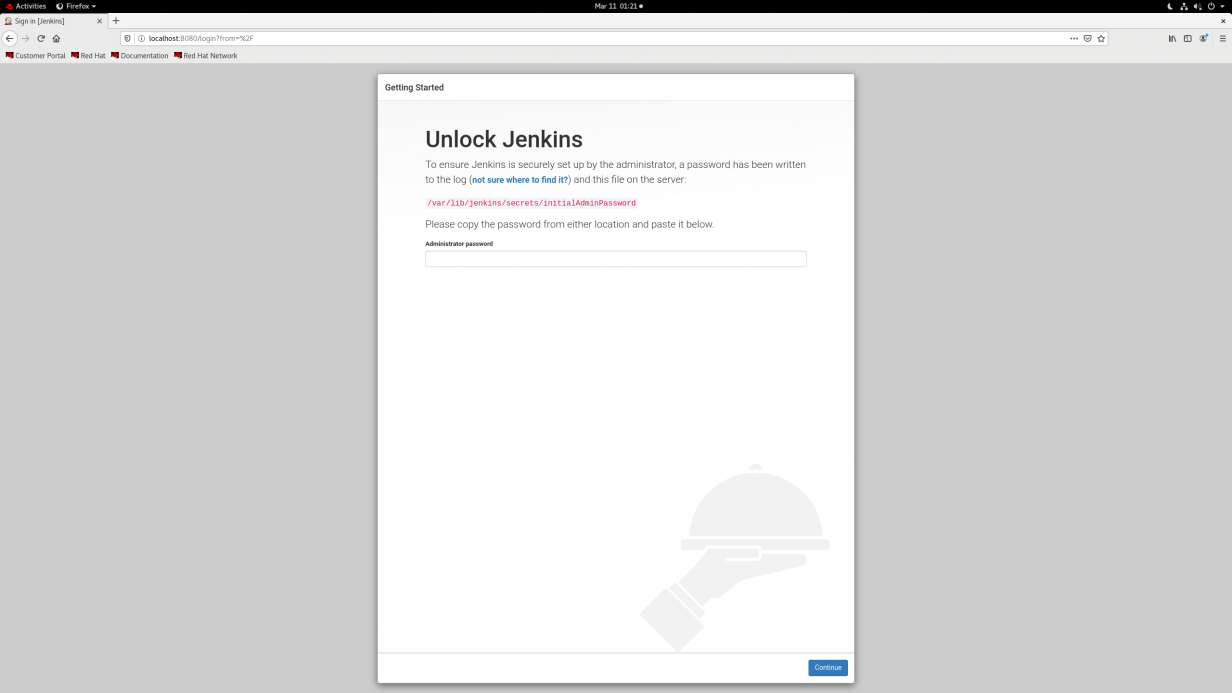 Activities Firefox Mar 11 01:21
Sign in [Jenkins]
localhost:8080/login?from=%2F
Customer Portal Red Hat Documentation Red Hat Network
Getting Started
Unlock Jenkins
To ensure Jenkins is securely set up by the administrator, a password has been written
to the log (not sure where to find it?) and this file on the server:
/var/lib/jenkins/secrets/initialAdminPassword
Please copy the password from either location and paste it below.
Administrator password
Continue